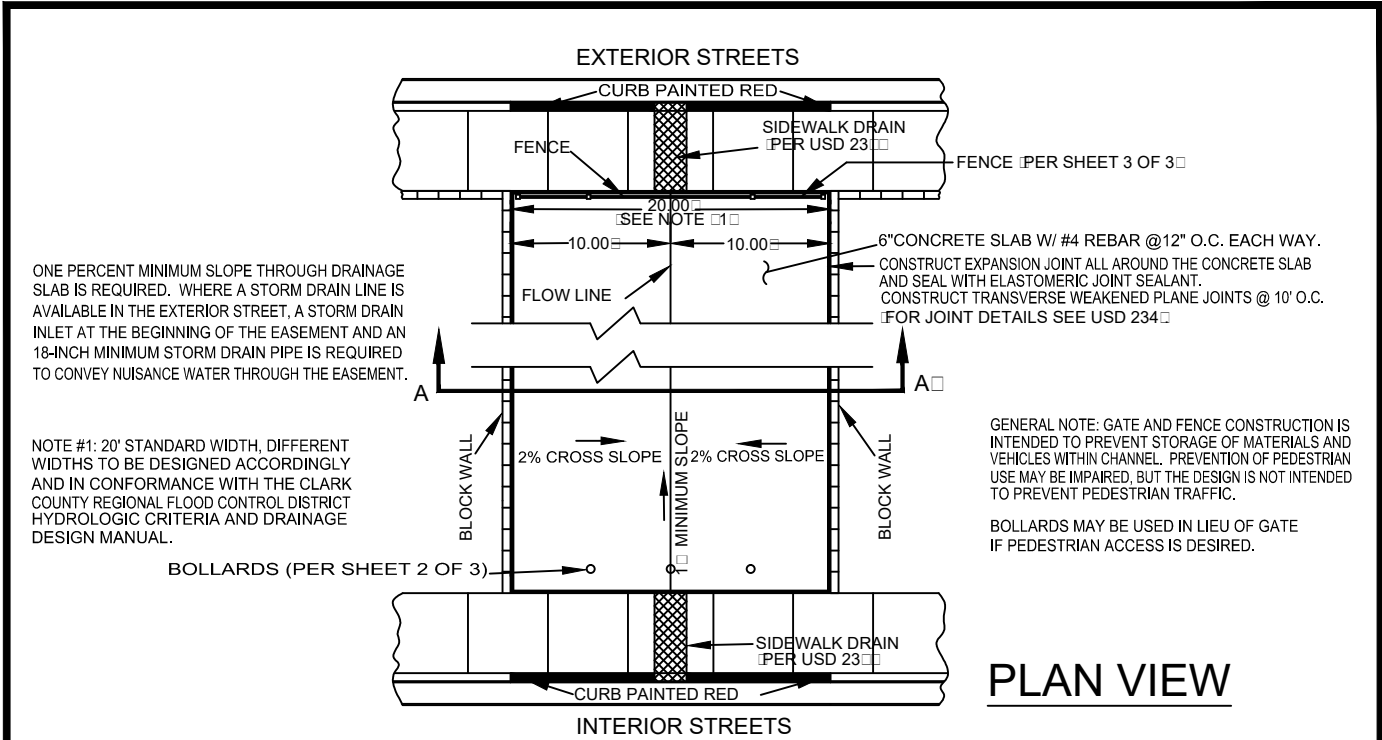 EXTERIOR STREETS
CURB PAINTED RED
SIDEWALK DRAIN
PER USD 23
FENCE
FENCE PER SHEET 3 OF 3
20.00
SEE NOTE 1
10.00
10.00
6"CONCRETE SLAB W/ #4 REBAR @12" O.C. EACH WAY.
CONSTRUCT EXPANSION JOINT ALL AROUND THE CONCRETE SLAB
AND SEAL WITH ELASTOMERIC JOINT SEALANT.
CONSTRUCT TRANSVERSE WEAKENED PLANE JOINTS @ 10' O.C.
FOR JOINT DETAILS SEE USD 234
FLOW LINE
ONE PERCENT MINIMUM SLOPE THROUGH DRAINAGE
SLAB IS REQUIRED. WHERE A STORM DRAIN LINE IS
AVAILABLE IN THE EXTERIOR STREET, A STORM DRAIN
INLET AT THE BEGINNING OF THE EASEMENT AND AN
18-INCH MINIMUM STORM DRAIN PIPE IS REQUIRED
TO CONVEY NUISANCE WATER THROUGH THE EASEMENT.
A
A
NOTE #1: 20' STANDARD WIDTH, DIFFERENT
WIDTHS TO BE DESIGNED ACCORDINGLY
AND IN CONFORMANCE WITH THE CLARK
COUNTY REGIONAL FLOOD CONTROL DISTRICT
HYDROLOGIC CRITERIA AND DRAINAGE
DESIGN MANUAL.
BLOCK WALL
2% CROSS SLOPE
2% CROSS SLOPE
1 MINIMUM SLOPE
BLOCK WALL
GENERAL NOTE: GATE AND FENCE CONSTRUCTION IS
INTENDED TO PREVENT STORAGE OF MATERIALS AND
VEHICLES WITHIN CHANNEL. PREVENTION OF PEDESTRIAN
USE MAY BE IMPAIRED, BUT THE DESIGN IS NOT INTENDED
TO PREVENT PEDESTRIAN TRAFFIC.
BOLLARDS MAY BE USED IN LIEU OF GATE
IF PEDESTRIAN ACCESS IS DESIRED.
BOLLARDS (PER SHEET 2 OF 3)
SIDEWALK DRAIN
PER USD 23
CURB PAINTED RED
INTERIOR STREETS
PLAN VIEW